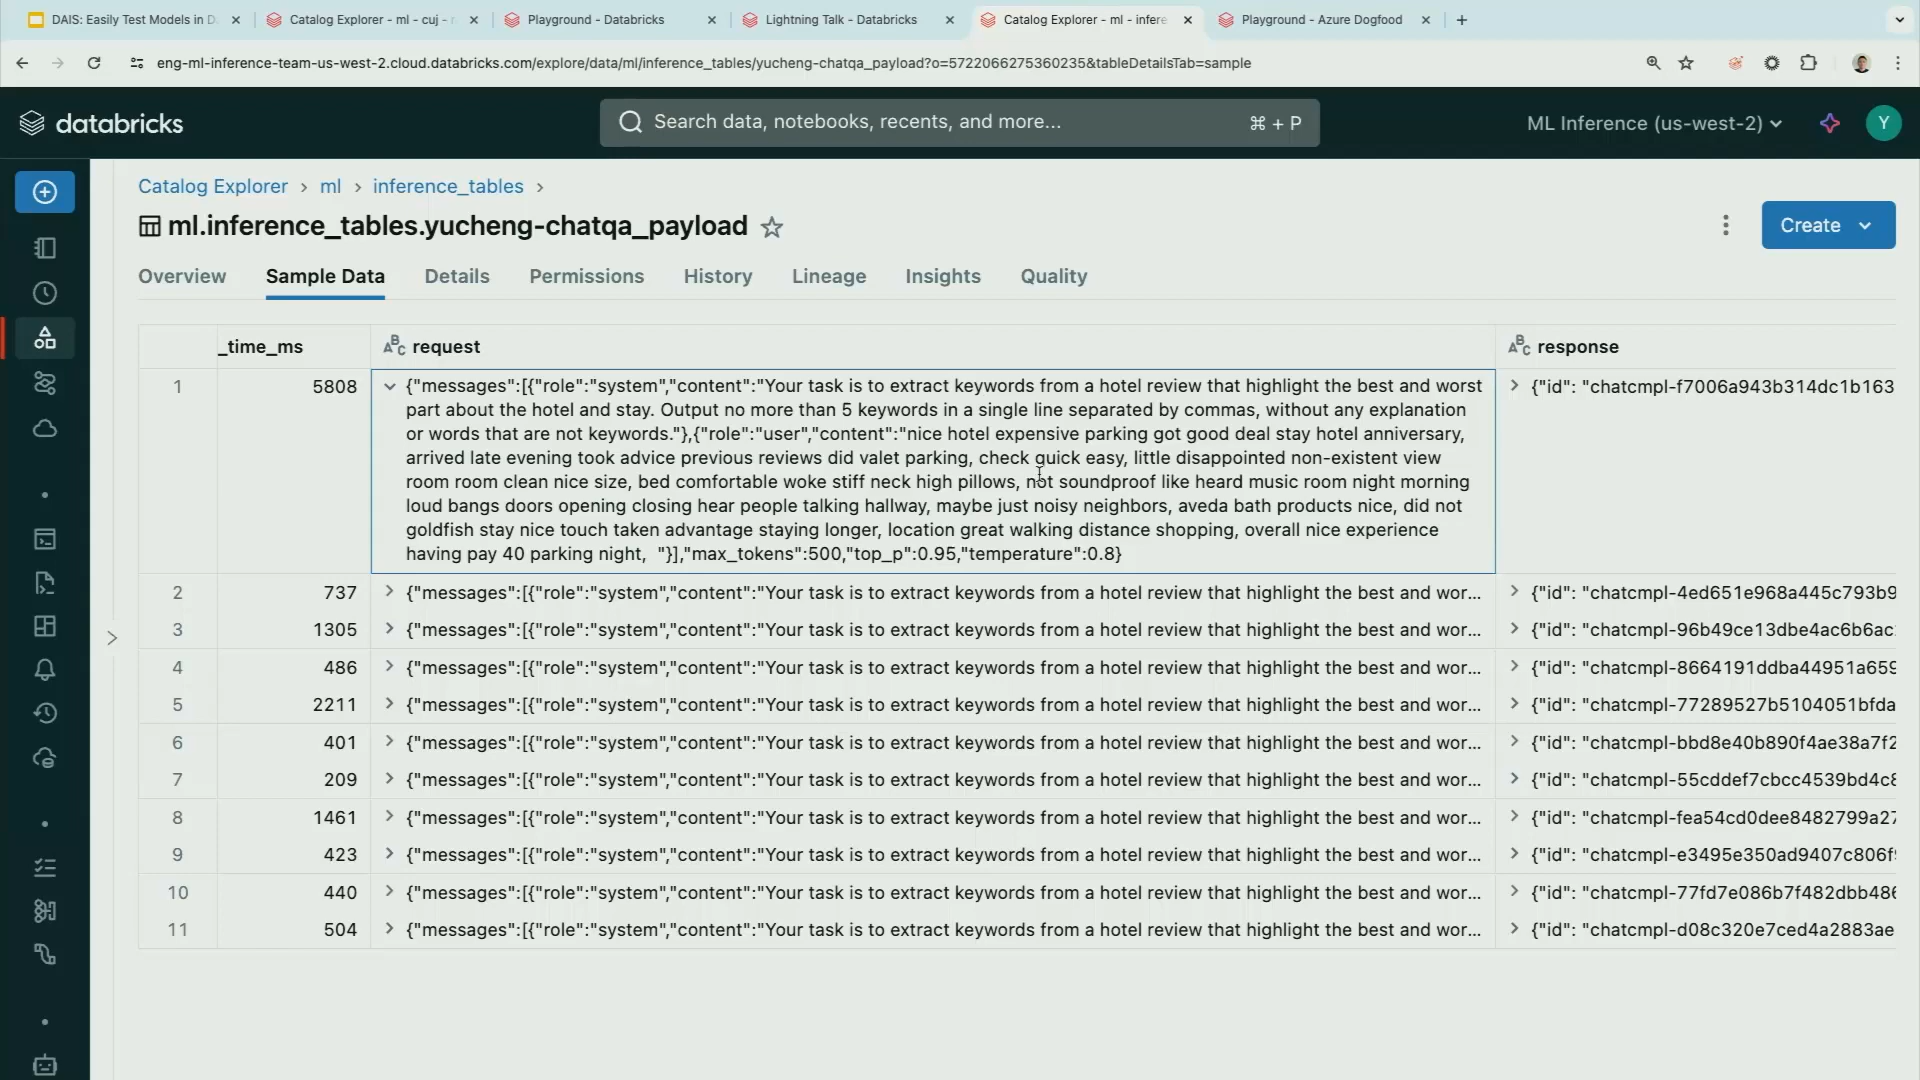 DAIS: Easily Test Models in D
Catalog Explorer - ml - cuj -
Playground - Databricks
Lightning Talk - Databricks
Catalog Explorer - ml - infere
Playground - Azure Dogfood
eng-ml-inference-team-us-west-2.cloud.databricks.com/explore/data/ml/inference_tables/yucheng-chatqa_payload?o=5722066275360235&tableDetailsTab=sample
databricks
Search data, notebooks, recents, and more...
⌘ + P
ML Inference (us-west-2)
Y
Catalog Explorer > ml > inference_tables >
ml.inference_tables.yucheng-chatqa_payload
Create
Overview Sample Data Details Permissions History Lineage Insights Quality
_time_ms ABC request ABC response
1 5808 {"messages":[{"role":"system","content":"Your task is to extract keywords from a hotel review that highlight the best and worst {"id": "chatcmpl-f7006a943b314dc1b163
part about the hotel and stay. Output no more than 5 keywords in a single line separated by commas, without any explanation
or words that are not keywords."},{"role":"user","content":"nice hotel expensive parking got good deal stay hotel anniversary,
arrived late evening took advice previous reviews did valet parking, check quick easy, little disappointed non-existent view
room room clean nice size, bed comfortable woke stiff neck high pillows, not soundproof like heard music room night morning
loud bangs doors opening closing hear people talking hallway, maybe just noisy neighbors, aveda bath products nice, did not
goldfish stay nice touch taken advantage staying longer, location great walking distance shopping, overall nice experience
having pay 40 parking night,  "}],"max_tokens":500,"top_p":0.95,"temperature":0.8}
2 737 {"messages":[{"role":"system","content":"Your task is to extract keywords from a hotel review that highlight the best and wor... {"id": "chatcmpl-4ed651e968a445c793b9
3 1305 {"messages":[{"role":"system","content":"Your task is to extract keywords from a hotel review that highlight the best and wor... {"id": "chatcmpl-96b49ce13dbe4ac6b6ac
4 486 {"messages":[{"role":"system","content":"Your task is to extract keywords from a hotel review that highlight the best and wor... {"id": "chatcmpl-8664191ddba44951a659
5 2211 {"messages":[{"role":"system","content":"Your task is to extract keywords from a hotel review that highlight the best and wor... {"id": "chatcmpl-77289527b5104051bfda
6 401 {"messages":[{"role":"system","content":"Your task is to extract keywords from a hotel review that highlight the best and wor... {"id": "chatcmpl-bbd8e40b890f4ae38a7f2
7 209 {"messages":[{"role":"system","content":"Your task is to extract keywords from a hotel review that highlight the best and wor... {"id": "chatcmpl-55cddef7cbcc4539bd4c8
8 1461 {"messages":[{"role":"system","content":"Your task is to extract keywords from a hotel review that highlight the best and wor... {"id": "chatcmpl-fea54cd0dee8482799a27
9 423 {"messages":[{"role":"system","content":"Your task is to extract keywords from a hotel review that highlight the best and wor... {"id": "chatcmpl-e3495e350ad9407c806f
10 440 {"messages":[{"role":"system","content":"Your task is to extract keywords from a hotel review that highlight the best and wor... {"id": "chatcmpl-77fd7e086b7f482dbb486
11 504 {"messages":[{"role":"system","content":"Your task is to extract keywords from a hotel review that highlight the best and wor... {"id": "chatcmpl-d08c320e7ced4a2883ae